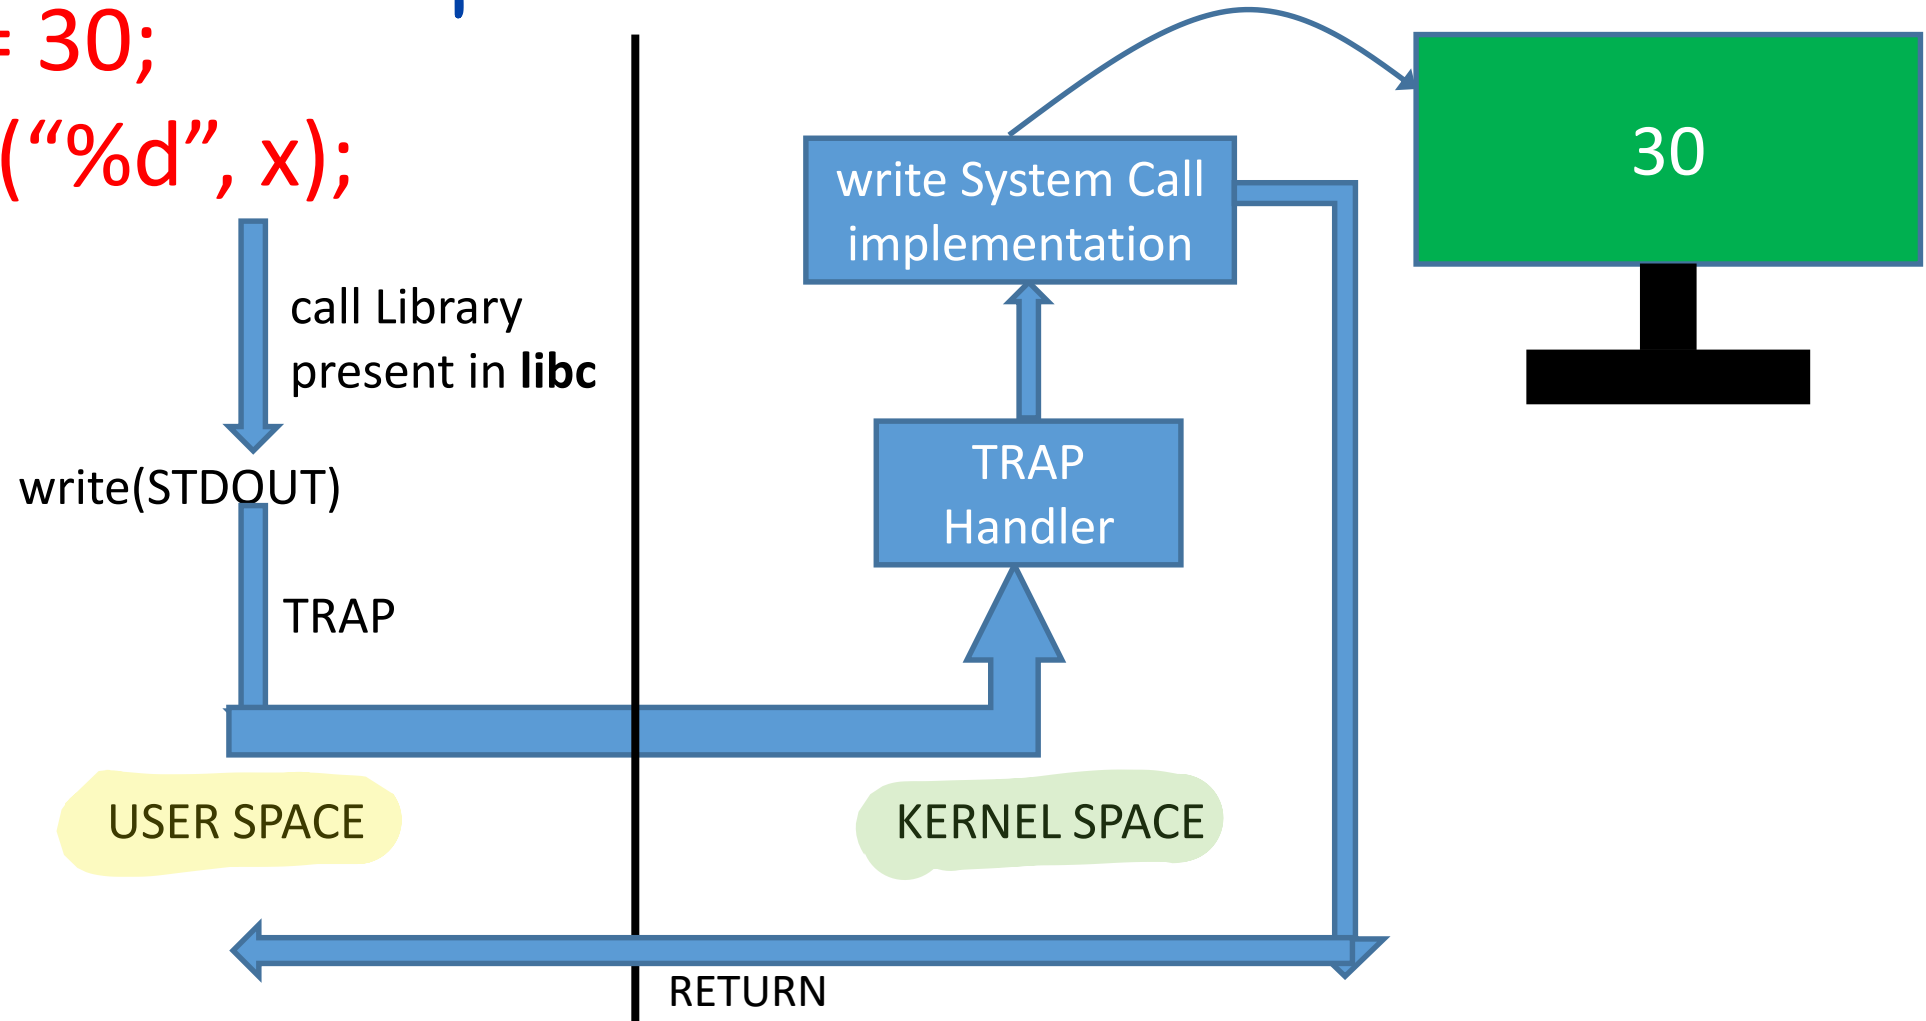 = 30;
(“%d”, x);
call Library
present in libc
write(STDOUT)
TRAP
USER SPACE
write System Call
implementation
30
TRAP
Handler
KERNEL SPACE
RETURN